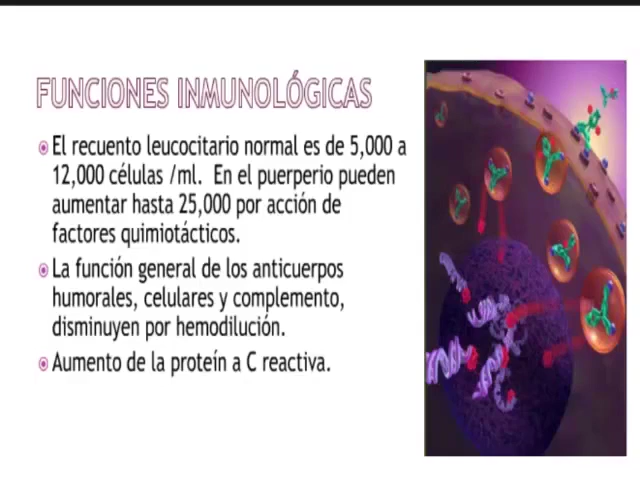 FUNCIONES INMUNOLÓGICAS
El recuento leucocitario normal es de 5,000 a
12,000 células /ml. En el puerperio pueden
aumentar hasta 25,000 por acción de
factores quimiotácticos.
La función general de los anticuerpos
humorales, celulares y complemento,
disminuyen por hemodilución.
Aumento de la proteín a C reactiva.